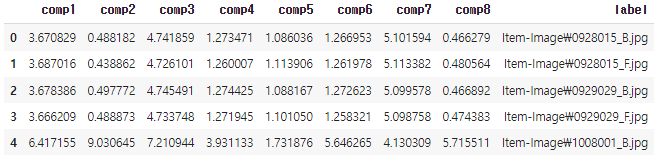 comp1 comp2 comp3 comp4 comp5 comp6 comp7 comp8 label
0 3.670829 0.488182 4.741859 1.273471 1.086036 1.266953 5.101594 0.466279 Item-Image₩0928015_B.jpg
1 3.687016 0.438862 4.726101 1.260007 1.113906 1.261978 5.113382 0.480564 Item-Image₩0928015_F.jpg
2 3.678386 0.497772 4.745491 1.274425 1.088167 1.272623 5.099758 0.466892 Item-Image₩0929029_B.jpg
3 3.666209 0.488873 4.733748 1.271945 1.101050 1.258321 5.098758 0.474383 Item-Image₩0929029_F.jpg
4 6.417155 9.030645 7.210944 3.931133 1.731876 5.646265 4.130309 5.715511 Item-Image₩1008001_B.jpg